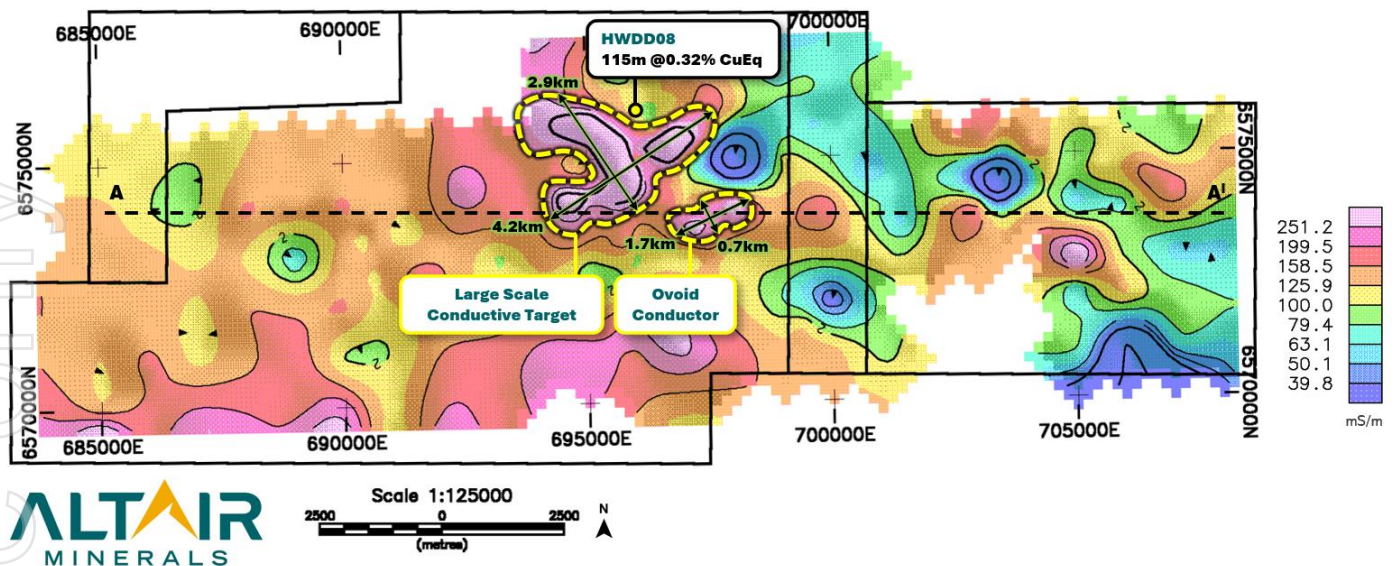 685000E
690000E
700000E
HWDD08
115m @0.32% CuEq
2.9km
6575000N
6575000N
A
A'
4.2km
1.7km
0.7km
Large Scale
Conductive Target
Ovoid
Conductor
251.2
199.5
158.5
125.9
100.0
79.4
63.1
50.1
39.8
mS/m
6570000N
6570000N
685000E
690000E
695000E
700000E
705000E
ALTAIR
MINERALS
Scale 1:125000
2500
0
2500
(metres)
N